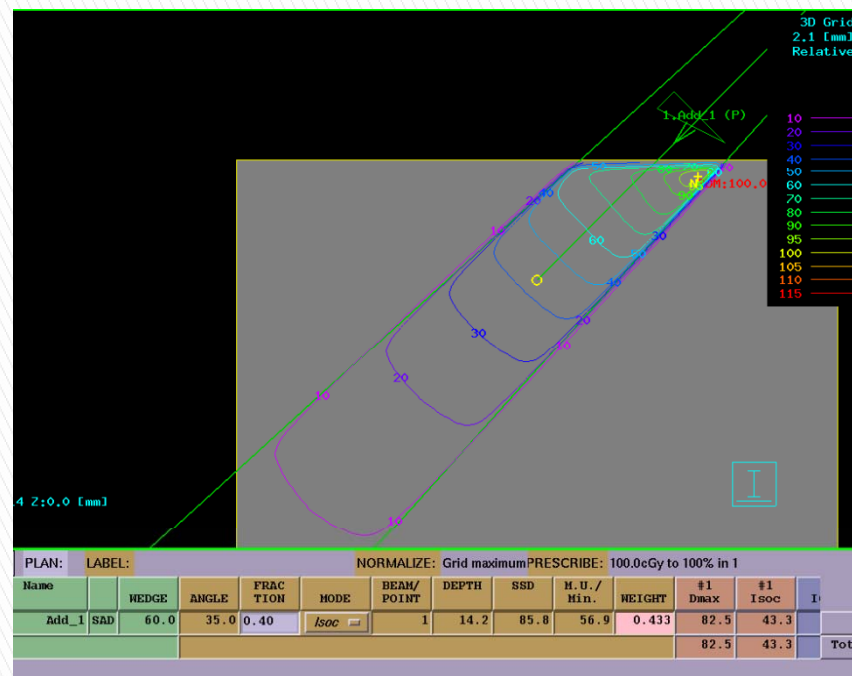 3D Grid
2.1 [mm]
Relative
1.Add_1 (P)
10
20
30
40
50
60
70
80
90
95
100
105
110
115
DM:100.0
60
20
40
10
60
30
40
20
10
30
20
10
10
4 Z:0.0 [mm]
PLAN: LABEL: NORMALIZE: Grid maximum PRESCRIBE: 100.0cGy to 100% in 1
Name WEDGE ANGLE FRAC TION MODE BEAM/ POINT DEPTH SSD M.U./ Min. WEIGHT #1 Dmax #1 Isoc
Add_1 SAD 60.0 35.0 0.40 Isoc 1 14.2 85.8 56.9 0.433 82.5 43.3
82.5 43.3 Tot